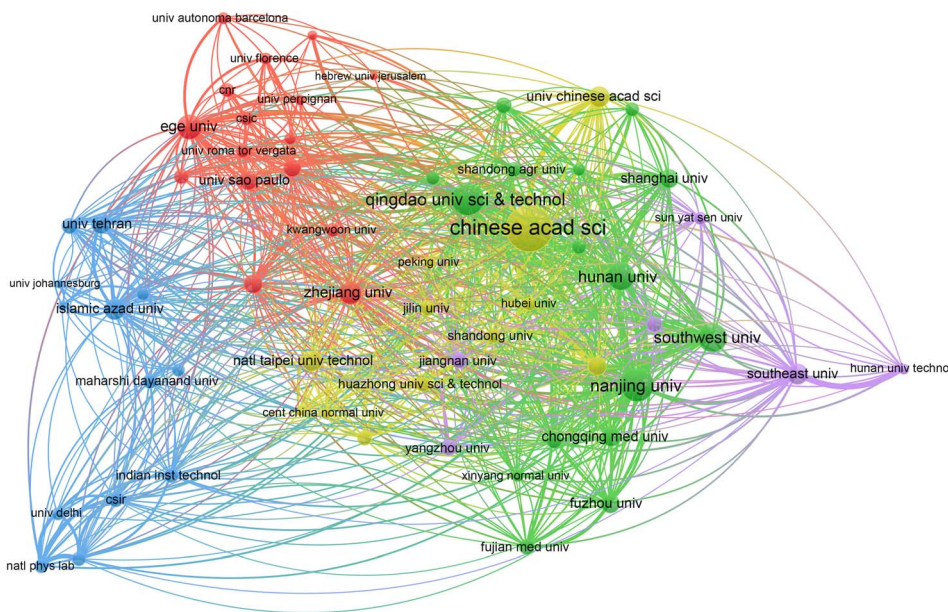 univ autonoma barcelona
univ florence
hebrew univ jerusalem
cnr
univ perpignan
univ chinese acad sci
csic
ege univ
univ roma tor vergata
shandong agr univ
univ sao paulo
shanghai univ
qingdao univ sci & technol
sun yat sen univ
univ tehran
chinese acad sci
kwangwoon univ
peking univ
hunan univ
univ johannesburg
zhejiang univ
islamic azad univ
jilin univ
hubei univ
shandong univ
southwest univ
natl taipei univ technol
jiangnan univ
southeast univ
hunan univ technol
maharshi dayanand univ
huazhong univ sci & technol
nanjing univ
cent china normal univ
chongqing med univ
yangzhou univ
indian inst technol
xinyang normal univ
csir
univ delhi
fuzhou univ
fujian med univ
natl phys lab